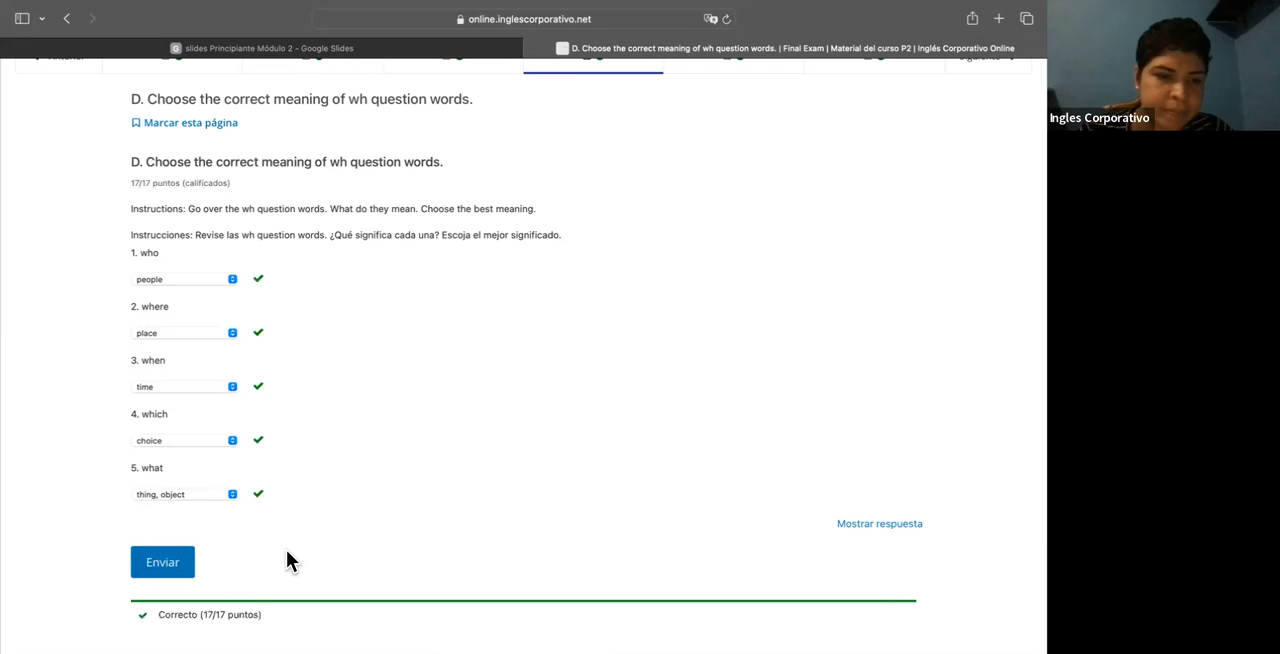 online.inglescorporativo.net
slides Principiante Módulo 2 - Google Slides
D. Choose the correct meaning of wh question words. | Final Exam | Material del curso P2 | Inglés Corporativo Online
D. Choose the correct meaning of wh question words.
Marcar esta página
D. Choose the correct meaning of wh question words.
17/17 puntos (calificados)
Instructions: Go over the wh question words. What do they mean. Choose the best meaning.
Instrucciones: Revise las wh question words. ¿Qué significa cada una? Escoja el mejor significado.
1. who
people
2. where
place
3. when
time
4. which
choice
5. what
thing, object
Mostrar respuesta
Enviar
Correcto (17/17 puntos)
Ingles Corporativo